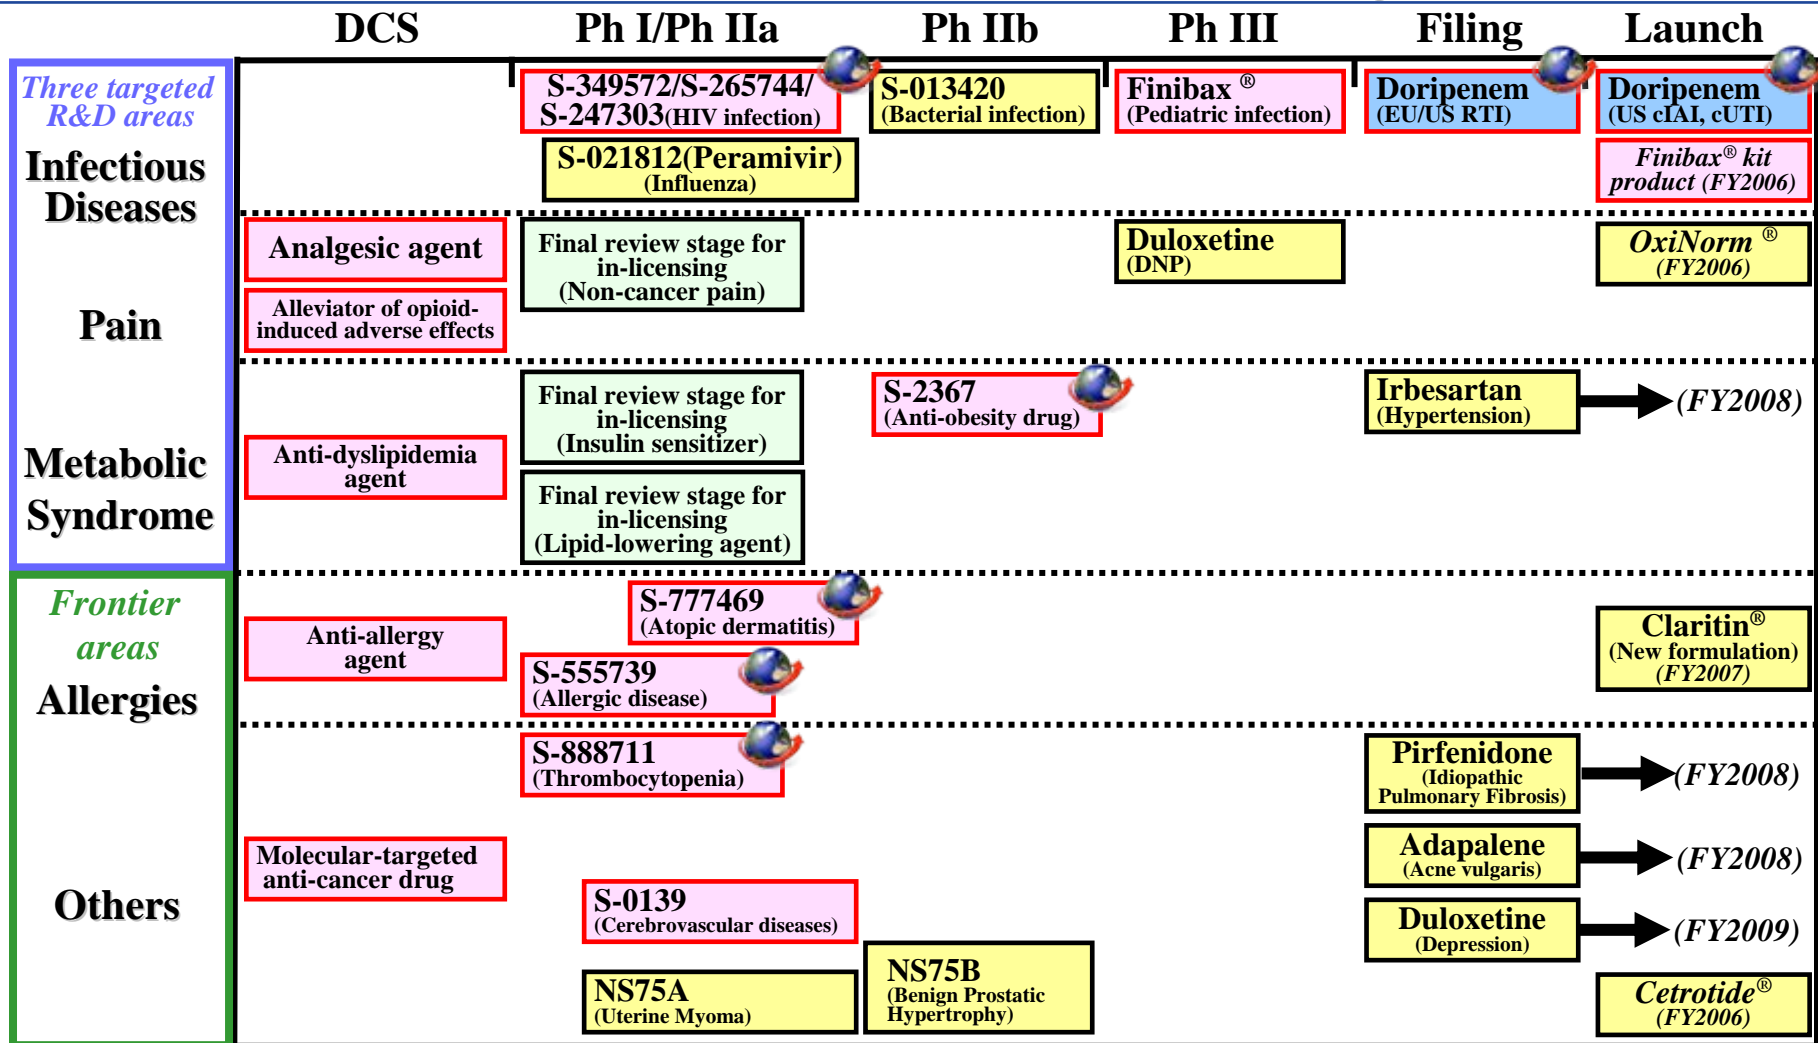 DCS Ph I/Ph IIa Ph IIb Ph III Filing Launch
Three targeted
R&D areas
Infectious
Diseases
S-349572/S-265744/
S-247303(HIV infection)
S-013420
(Bacterial infection)
Finibax ®
(Pediatric infection)
Doripenem
(EU/US RTI)
Doripenem
(US cIAI, cUTI)
S-021812(Peramivir)
(Influenza)
Finibax® kit
product (FY2006)
Pain
Analgesic agent
Alleviator of opioid-
induced adverse effects
Final review stage for
in-licensing
(Non-cancer pain)
Duloxetine
(DNP)
OxiNorm ®
(FY2006)
Metabolic
Syndrome
Anti-dyslipidemia
agent
Final review stage for
in-licensing
(Insulin sensitizer)
Final review stage for
in-licensing
(Lipid-lowering agent)
S-2367
(Anti-obesity drug)
Irbesartan
(Hypertension)
(FY2008)
Frontier
areas
Allergies
Anti-allergy
agent
S-777469
(Atopic dermatitis)
S-555739
(Allergic disease)
Claritin®
(New formulation)
(FY2007)
Others
Molecular-targeted
anti-cancer drug
S-888711
(Thrombocytopenia)
S-0139
(Cerebrovascular diseases)
NS75A
(Uterine Myoma)
NS75B
(Benign Prostatic
Hypertrophy)
Pirfenidone
(Idiopathic
Pulmonary Fibrosis)
(FY2008)
Adapalene
(Acne vulgaris)
(FY2008)
Duloxetine
(Depression)
(FY2009)
Cetrotide®
(FY2006)